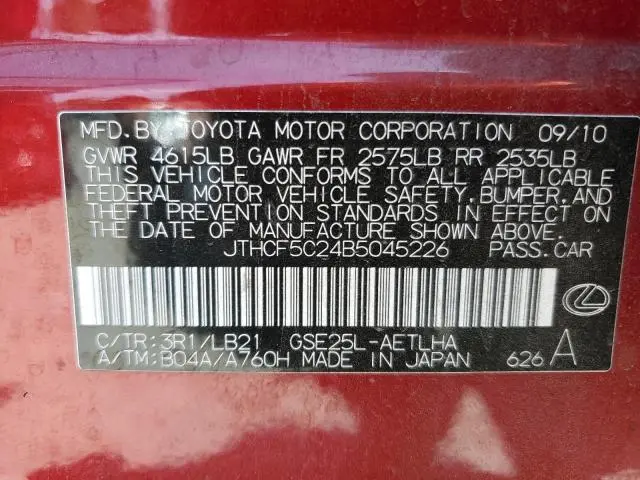 MFD. BY TOYOTA MOTOR CORPORATION 09/10
GVWR 4615LB GAWR FR 2575LB RR 2535LB
THIS VEHICLE CONFORMS TO ALL APPLICABLE
FEDERAL MOTOR VEHICLE SAFETY, BUMPER, AND
THEFT PREVENTION STANDARDS IN EFFECT ON
THE DATE OF MANUFACTURE SHOWN ABOVE.
JTHCF5C24B5045226 PASS. CAR
C/TR: 3R1/LB21 GSE25L-AETLHA
A/TM: B04A/A760H MADE IN JAPAN 626 A